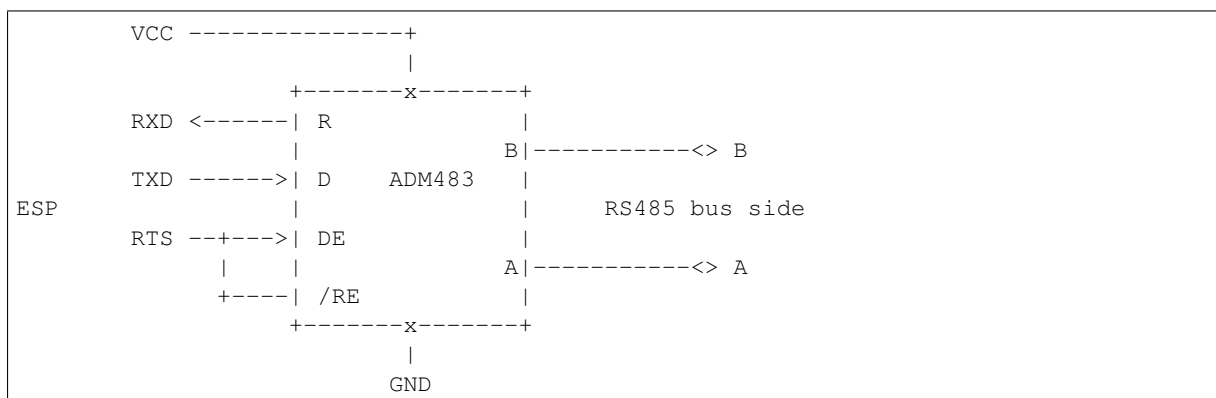 VCC ---------------+
|
+-------x-------+
RXD <------| R |
| B|-----------<> B
TXD ------>| D ADM483 |
ESP | | RS485 bus side
RTS --+--->| DE |
| | A|-----------<> A
+----| /RE |
+-------x-------+
|
GND